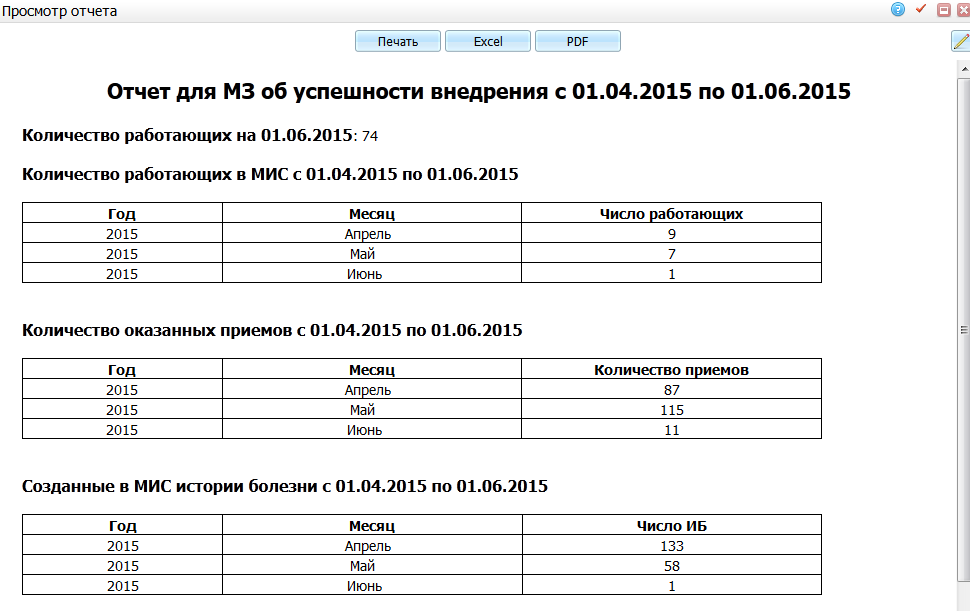 Просмотр отчета
Печать Excel PDF
Отчет для МЗ об успешности внедрения с 01.04.2015 по 01.06.2015
Количество работающих на 01.06.2015: 74
Количество работающих в МИС с 01.04.2015 по 01.06.2015
Год Месяц Число работающих
2015 Апрель 9
2015 Май 7
2015 Июнь 1
Количество оказанных приемов с 01.04.2015 по 01.06.2015
Год Месяц Количество приемов
2015 Апрель 87
2015 Май 115
2015 Июнь 11
Созданные в МИС истории болезни с 01.04.2015 по 01.06.2015
Год Месяц Число ИБ
2015 Апрель 133
2015 Май 58
2015 Июнь 1